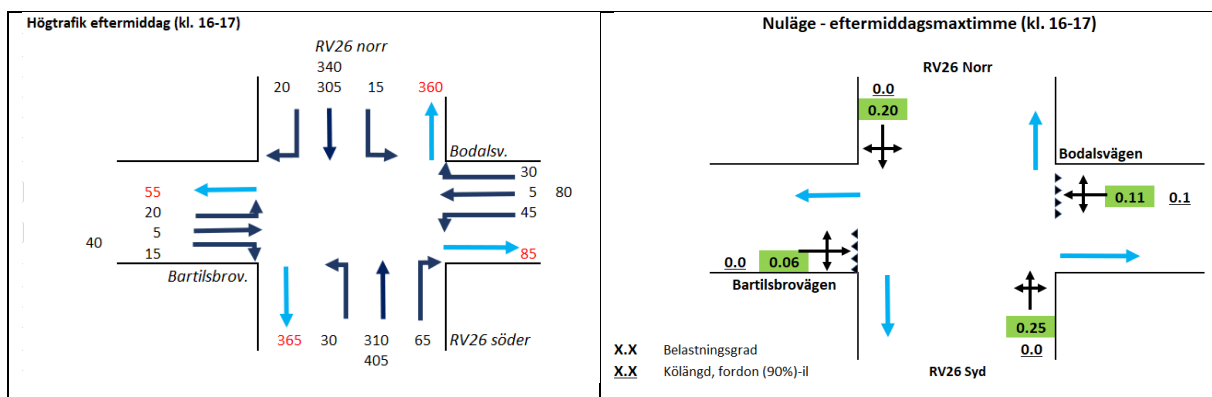 Högtrafik eftermiddag (kl. 16-17)
RV26 norr
340
20 305 15 360
Bodalsv.
30
55
5 80
20
45
5
40
15
85
Bartilsbrov.
365 30 310 65 RV26 söder
405
Nuläge - eftermiddagsmaxtimme (kl. 16-17)
RV26 Norr
0.0
0.20
Bodalsvägen
0.11 0.1
0.0 0.06
Bartilsbrovägen
0.25
0.0
X.X Belastningsgrad
X.X Kölängd, fordon (90%)-il
RV26 Syd